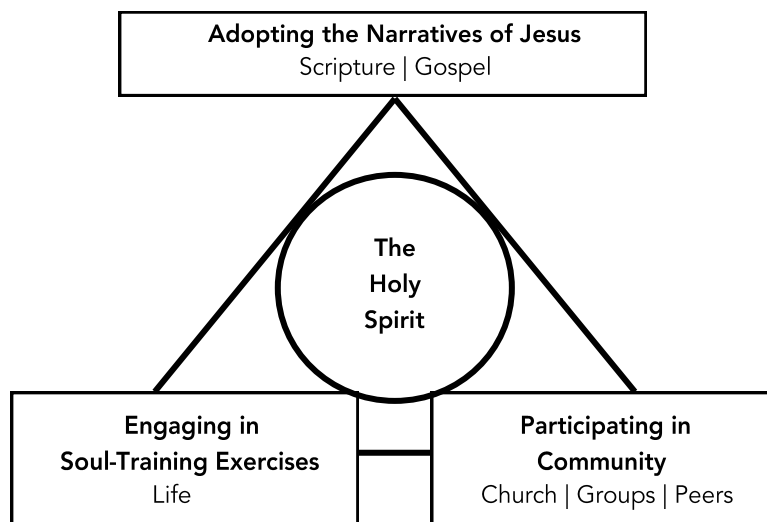 Adopting the Narratives of Jesus
Scripture | Gospel
The
Holy
Spirit
Engaging in
Soul-Training Exercises
Life
Participating in
Community
Church | Groups | Peers